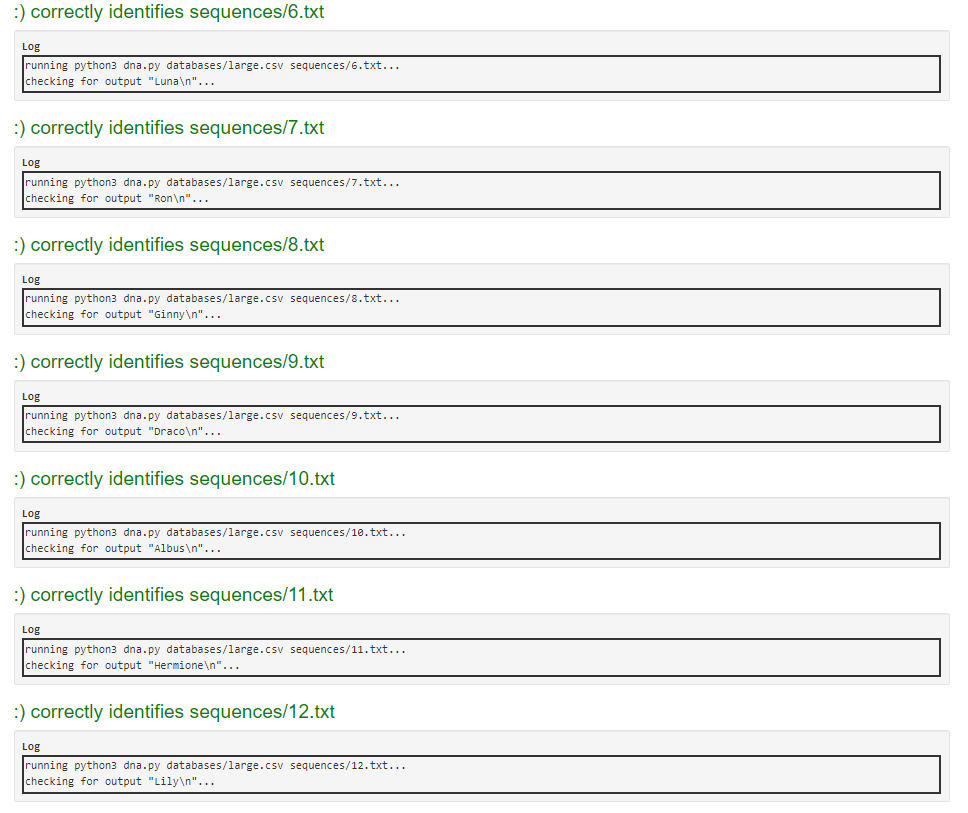 :) correctly identifies sequences/6.txt
Log
running python3 dna.py databases/large.csv sequences/6.txt...
checking for output "Luna\n"...
:) correctly identifies sequences/7.txt
Log
running python3 dna.py databases/large.csv sequences/7.txt...
checking for output "Ron\n"...
:) correctly identifies sequences/8.txt
Log
running python3 dna.py databases/large.csv sequences/8.txt...
checking for output "Ginny\n"...
:) correctly identifies sequences/9.txt
Log
running python3 dna.py databases/large.csv sequences/9.txt...
checking for output "Draco\n"...
:) correctly identifies sequences/10.txt
Log
running python3 dna.py databases/large.csv sequences/10.txt...
checking for output "Albus\n"...
:) correctly identifies sequences/11.txt
Log
running python3 dna.py databases/large.csv sequences/11.txt...
checking for output "Hermione\n"...
:) correctly identifies sequences/12.txt
Log
running python3 dna.py databases/large.csv sequences/12.txt...
checking for output "Lily\n"...